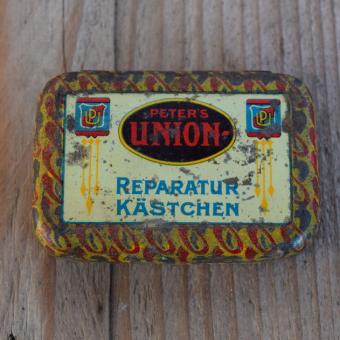 PETER'S
UNION-
REPARATUR
KÄSTCHEN